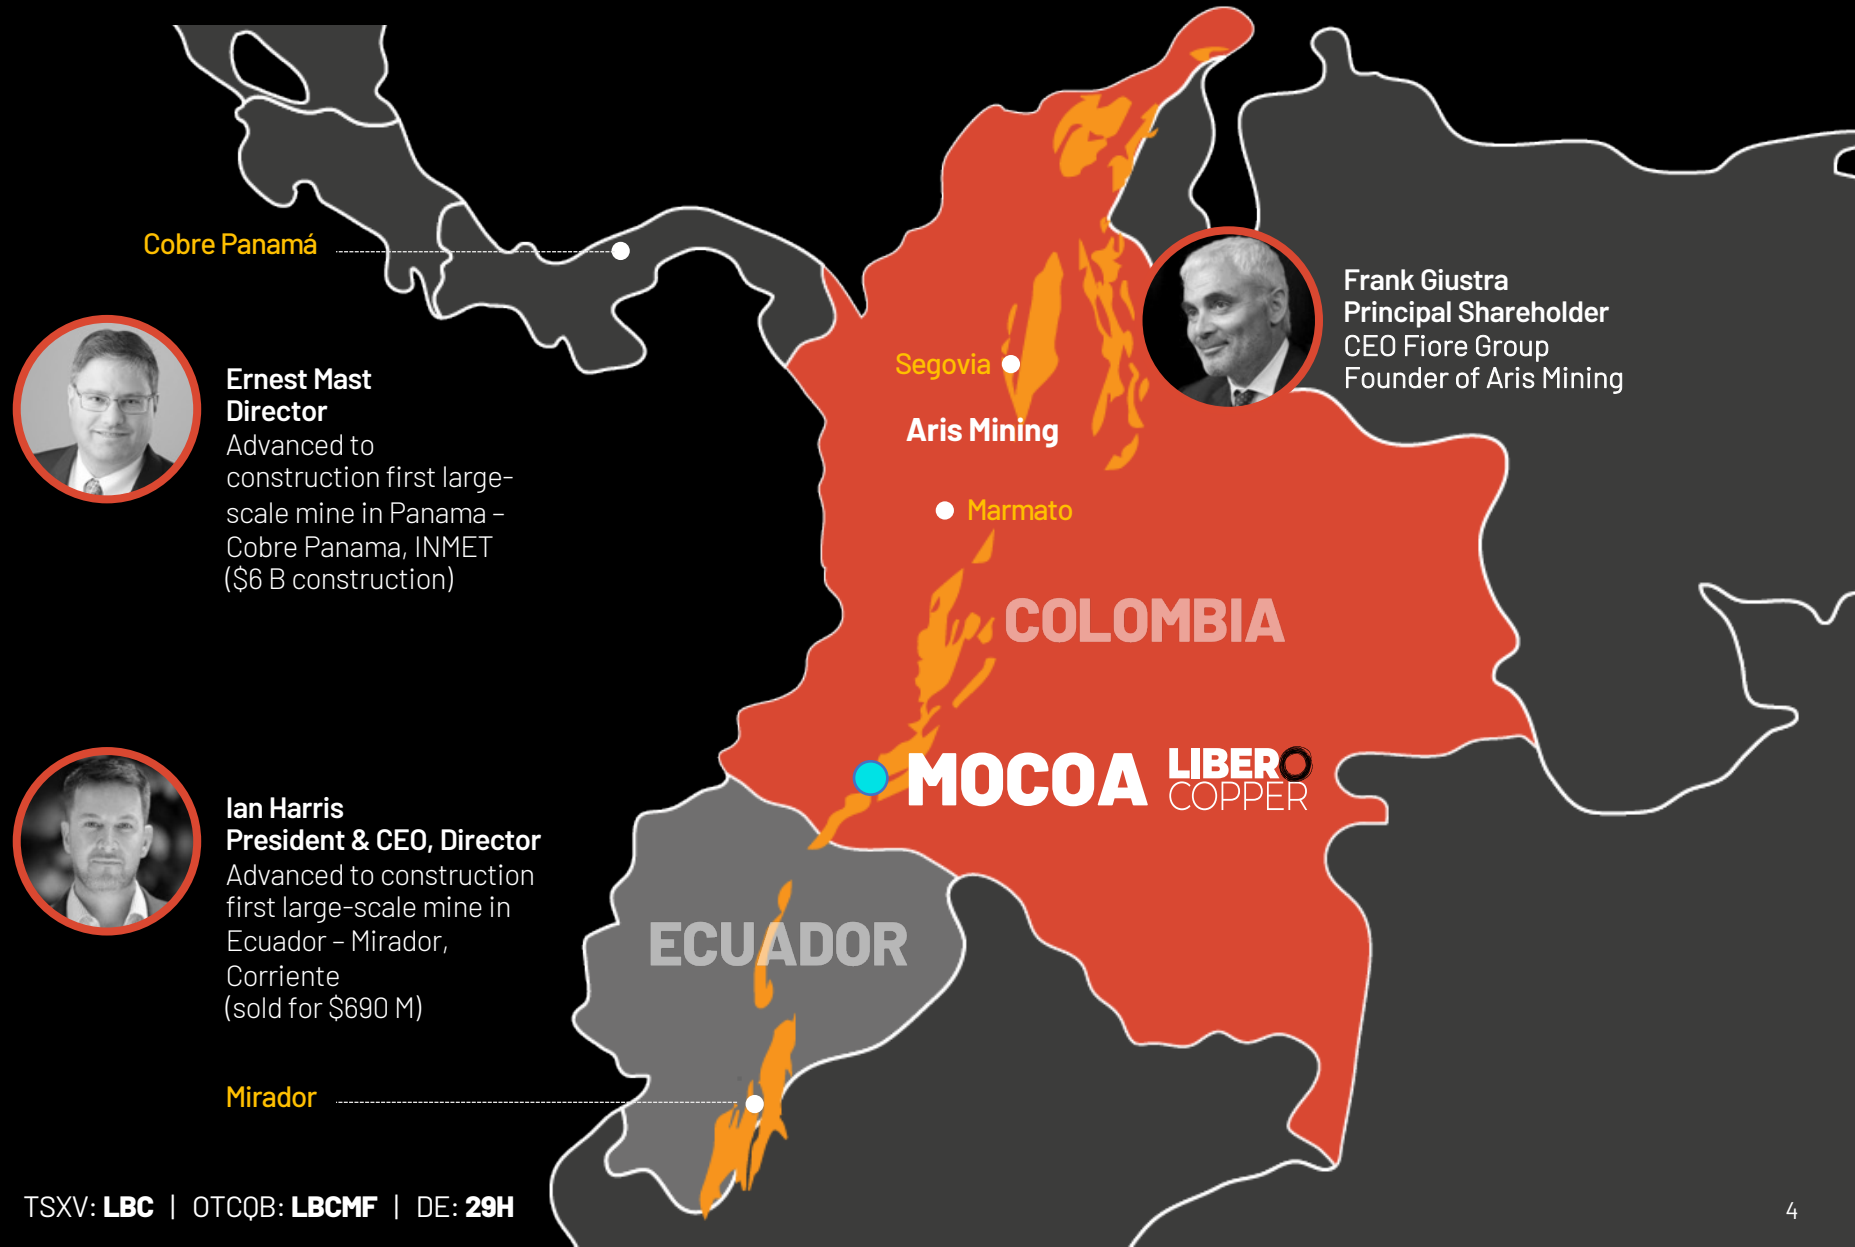 Cobre Panamá
Ernest Mast
Director
Advanced to
construction first large-
scale mine in Panama –
Cobre Panama, INMET
($6 B construction)
Frank Giustra
Principal Shareholder
CEO Fiore Group
Founder of Aris Mining
Segovia
Aris Mining
Marmato
COLOMBIA
MOCOA
LIBERO
COPPER
Ian Harris
President & CEO, Director
Advanced to construction
first large-scale mine in
Ecuador – Mirador,
Corriente
(sold for $690 M)
ECUADOR
Mirador
TSXV: LBC | OTCQB: LBCMF | DE: 29H
4